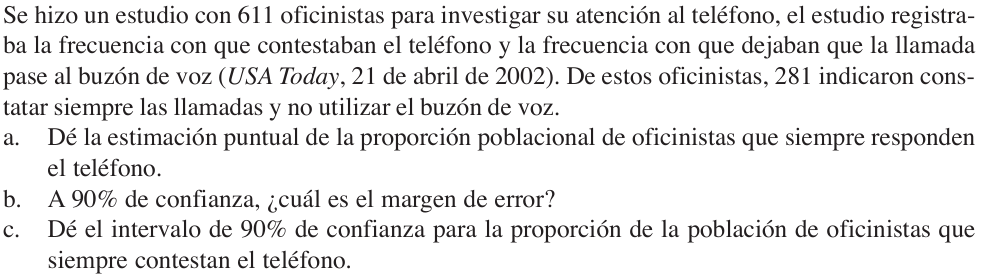 Se hizo un estudio con 611 oficinistas para investigar su atención al teléfono, el estudio registra-
ba la frecuencia con que contestaban el teléfono y la frecuencia con que dejaban que la llamada
pase al buzón de voz (USA Today, 21 de abril de 2002). De estos oficinistas, 281 indicaron cons-
tatar siempre las llamadas y no utilizar el buzón de voz.
a. Dé la estimación puntual de la proporción poblacional de oficinistas que siempre responden
el teléfono.
b. A 90% de confianza, ¿cuál es el margen de error?
c. Dé el intervalo de 90% de confianza para la proporción de la población de oficinistas que
siempre contestan el teléfono.